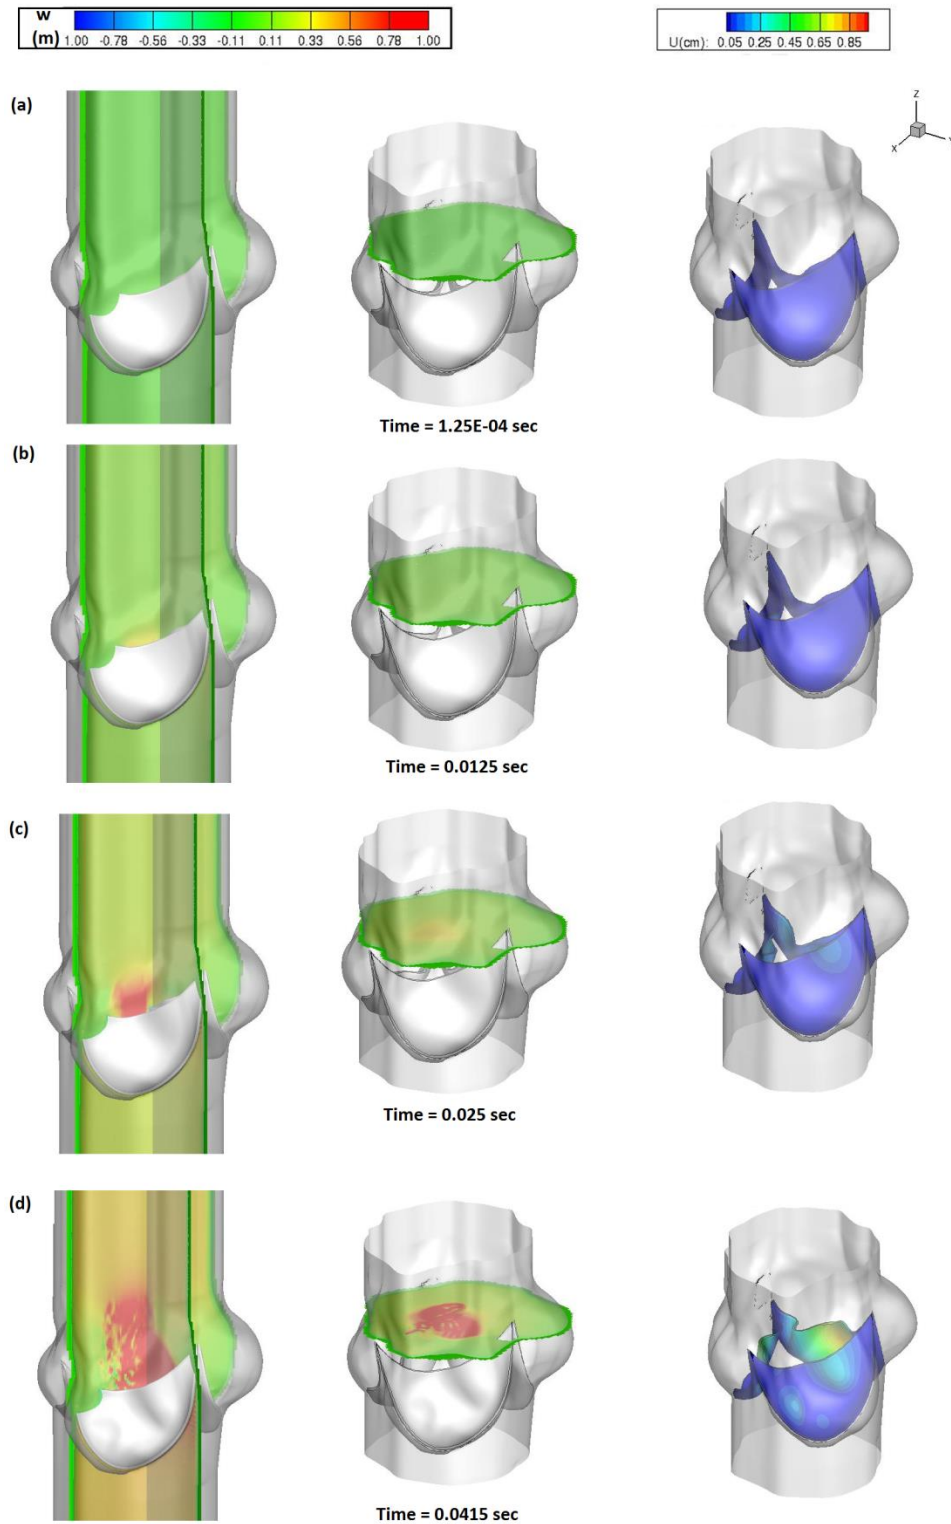 w
(m) 1.00 -0.78 -0.56 -0.33 -0.11 0.11 0.33 0.56 0.78 1.00
U(cm): 0.05 0.25 0.45 0.65 0.85
(a)
Z
X
Time = 1.25E-04 sec
(b)
Time = 0.0125 sec
(c)
Time = 0.025 sec
(d)
Time = 0.0415 sec